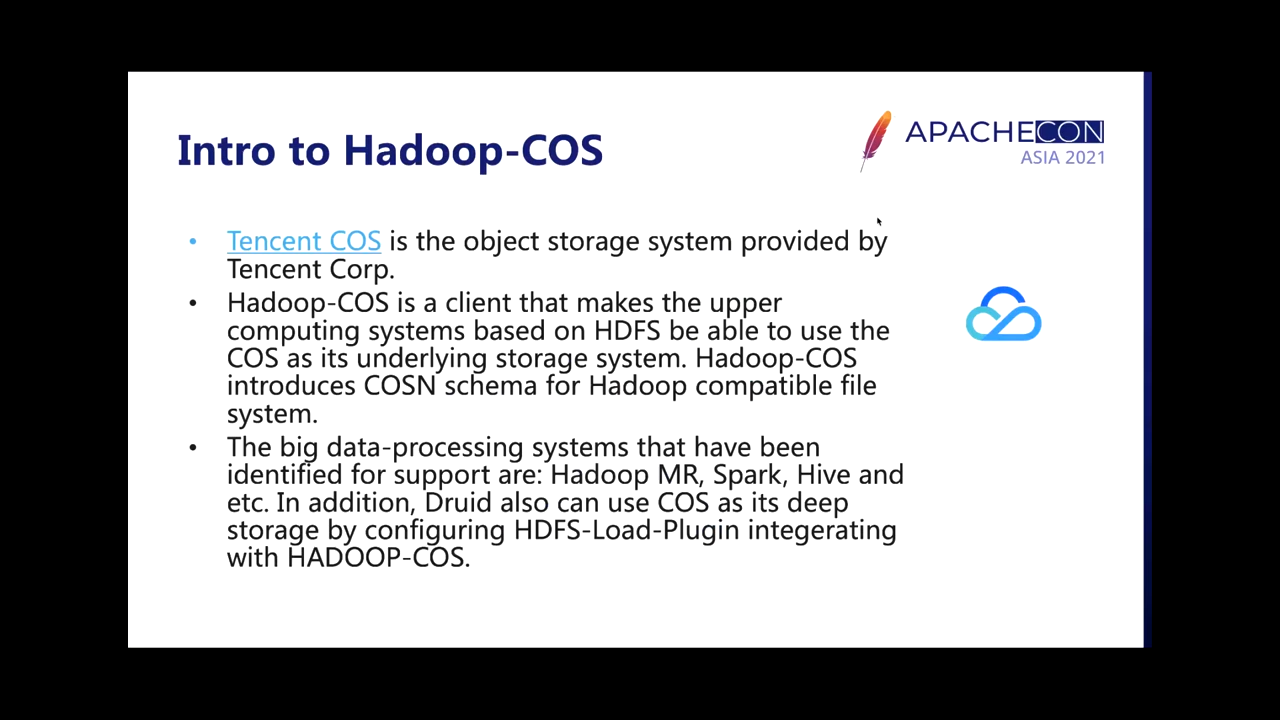 Intro to Hadoop-COS
APACHECON
ASIA 2021
• Tencent COS is the object storage system provided by
Tencent Corp.
• Hadoop-COS is a client that makes the upper
computing systems based on HDFS be able to use the
COS as its underlying storage system. Hadoop-COS
introduces COSN schema for Hadoop compatible file
system.
• The big data-processing systems that have been
identified for support are: Hadoop MR, Spark, Hive and
etc. In addition, Druid also can use COS as its deep
storage by configuring HDFS-Load-Plugin integerating
with HADOOP-COS.